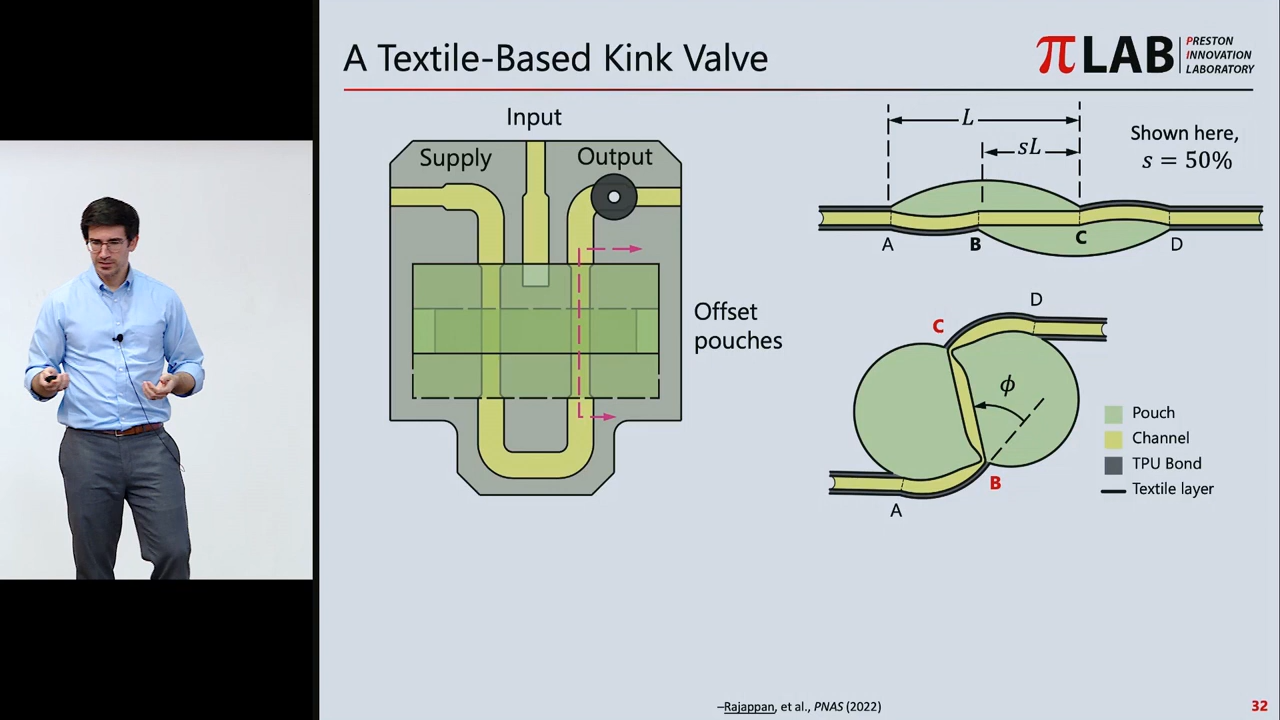 A Textile-Based Kink Valve
πLAB
PRESTON
INNOVATION
LABORATORY
Input
Supply
Output
Offset
pouches
L
sL
Shown here,
s = 50%
A
B
C
D
D
C
ϕ
B
A
Pouch
Channel
TPU Bond
Textile layer
–Rajappan, et al., PNAS (2022)
32